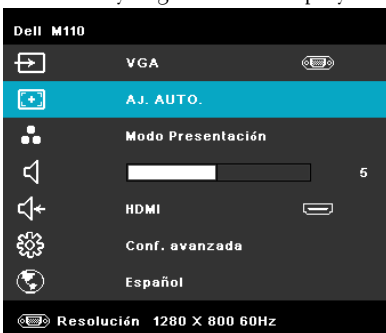 Dell M110
VGA
AJ. AUTO.
Modo Presentación
5
HDMI
Conf. avanzada
Español
Resolución 1280 X 800 60Hz